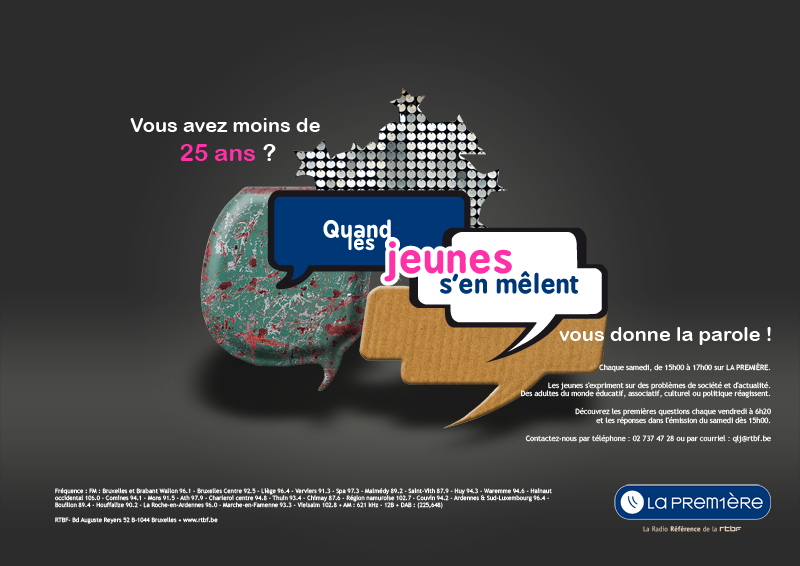 Vous avez moins de
25 ans ?
Quand
les
jeunes
s'en mêlent
vous donne la parole !
Chaque samedi, de 15h00 à 17h00 sur LA PREMIÈRE.
Les jeunes s'expriment sur des problèmes de société et d'actualité.
Des adultes du monde éducatif, associatif, culturel ou politique réagissent.
Découvrez les premières questions chaque vendredi à 6h20
et les réponses dans l'émission du samedi dès 15h00.
Contactez-nous par téléphone : 02 737 47 28 ou par courriel : qlj@rtbf.be
Fréquence : FM : Bruxelles et Brabant Wallon 96.1 - Bruxelles Centre 92.5 - Liège 96.4 - Verviers 91.3 - Spa 97.3 - Malmédy 89.2 - Saint-Vith 87.9 - Huy 94.3 - Waremme 94.6 - Hainaut
occidental 106.0 - Comines 94.1 - Mons 91.5 - Ath 97.9 - Charleroi centre 94.8 - Thuin 93.4 - Chimay 87.6 - Région namuroise 102.7 - Couvin 94.2 - Ardennes & Sud-Luxembourg 96.4 -
Bouillon 89.4 - Houffalize 90.2 - La Roche-en-Ardennes 96.0 - Marche-en-Famenne 93.3 - Vielsalm 102.8 • AM : 621 kHz - 12B • DAB : (225,648)
RTBF- Bd Auguste Reyers 52 B-1044 Bruxelles • www.rtbf.be
LA PREM1ÈRE
La Radio Référence de la rtbf